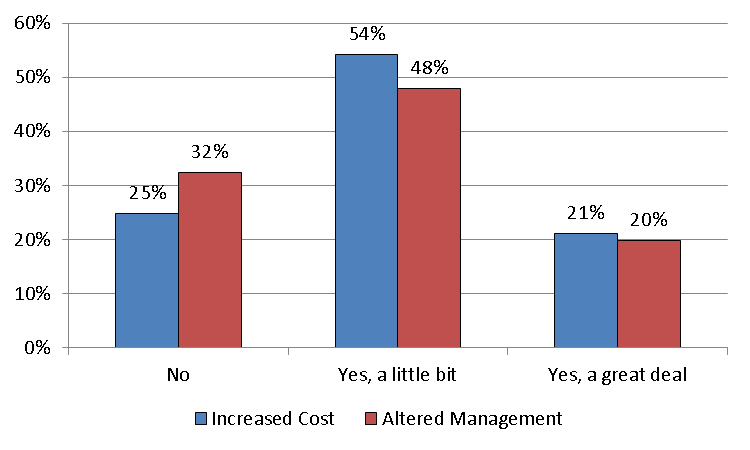 60%
50%
40%
30%
20%
10%
0%
25%
32%
54%
48%
21%
20%
No
Yes, a little bit
Yes, a great deal
Increased Cost
Altered Management